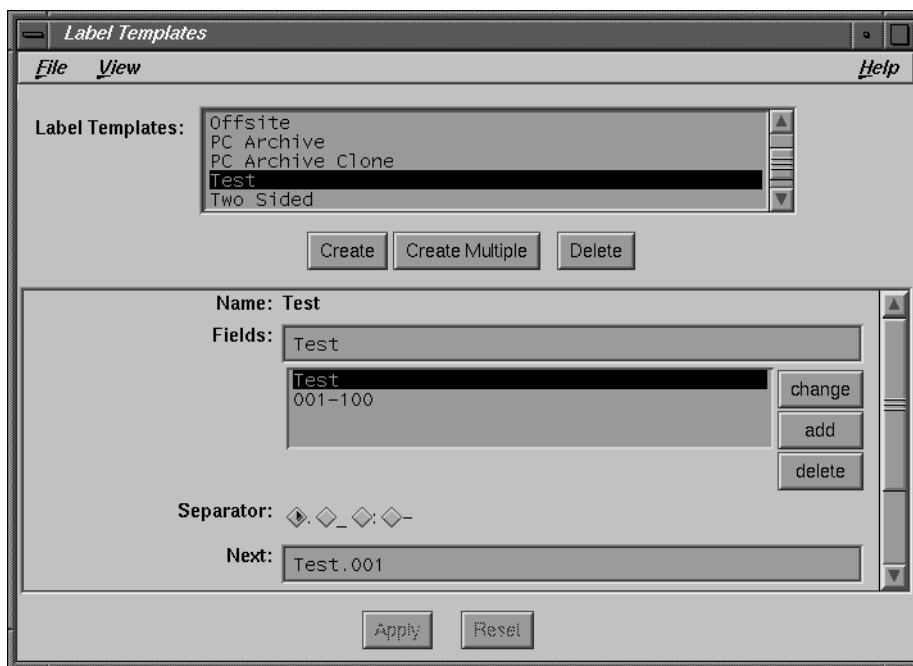 Label Templates
File View Help
Label Templates:
Offsite
PC Archive
PC Archive Clone
Test
Two Sided
Create Create Multiple Delete
Name: Test
Fields: Test
Test
001-100
change
add
delete
Separator: . _ : -
Next: Test.001
Apply Reset